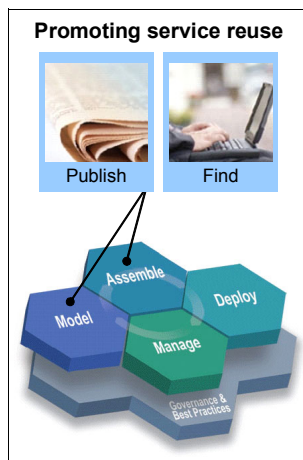 Promoting service reuse
Publish
Find
Assemble
Model
Deploy
Manage
Governance &
Best Practices